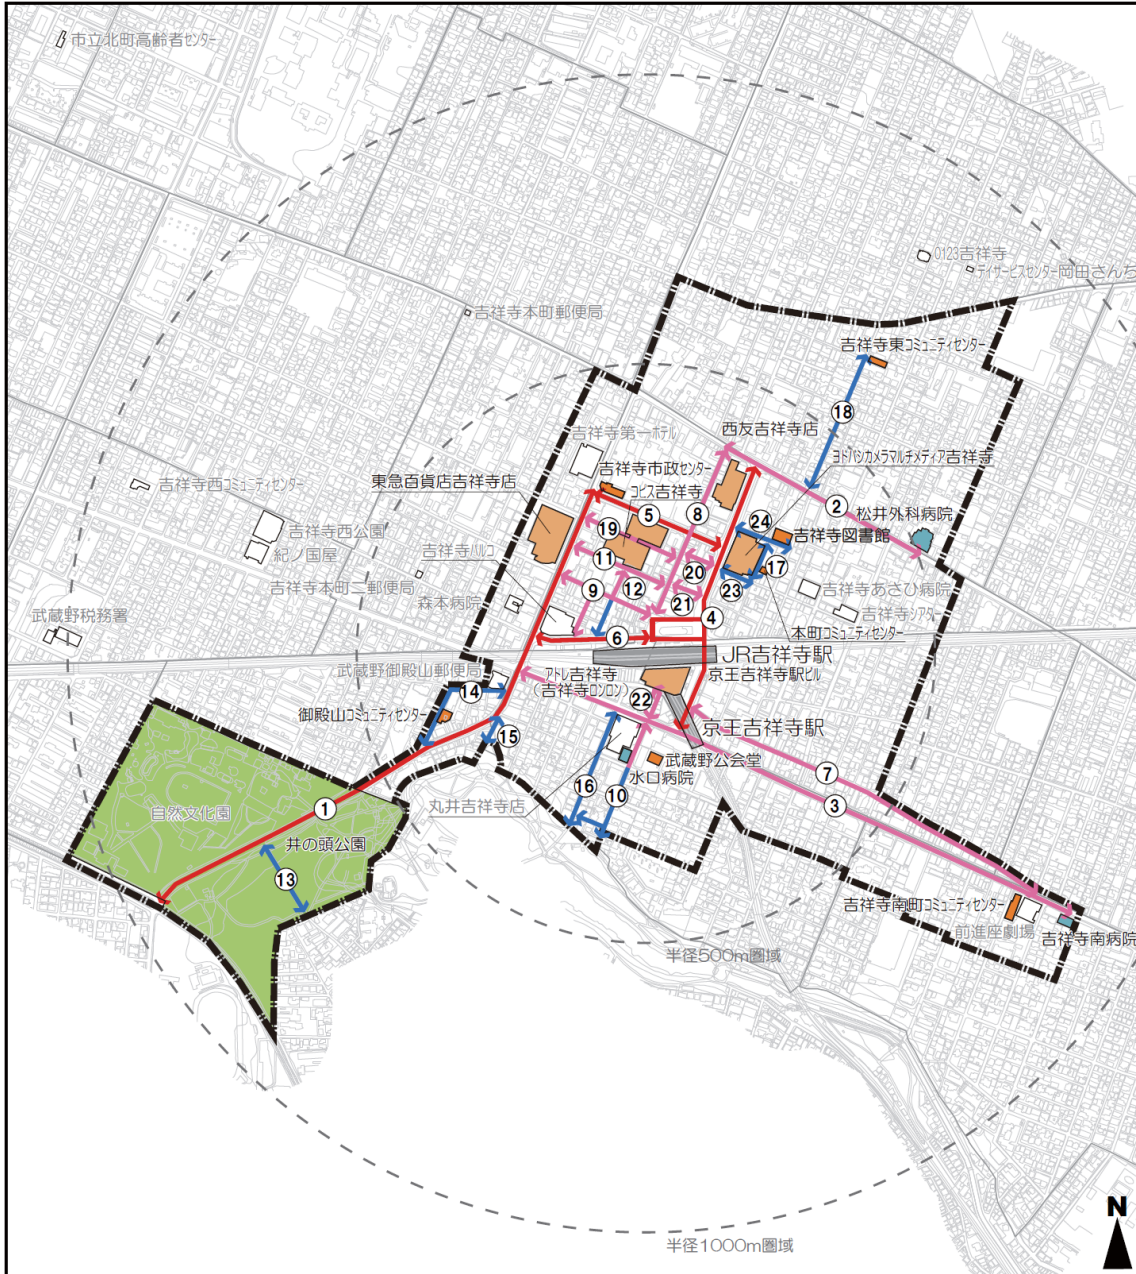 市立北町高齢者センター
0123吉祥寺
デイサービスセンター岡田さんち
吉祥寺本町郵便局
吉祥寺東コミュニティセンター
18
吉祥寺第一ホテル
西友吉祥寺店
ヨドバシカメラマルチメディア吉祥寺
吉祥寺市政センター
東急百貨店吉祥寺店
コピス吉祥寺
吉祥寺西コミュニティセンター
2
松井外科病院
5
8
24
19
吉祥寺図書館
吉祥寺西公園
紀ノ国屋
吉祥寺パルコ
11
20
17
吉祥寺本町二郵便局
9
12
23
吉祥寺あさひ病院
森本病院
21
吉祥寺シアター
武蔵野税務署
4
本町コミュニティセンター
6
JR吉祥寺駅
武蔵野御殿山郵便局
アトレ吉祥寺
(吉祥寺ロンロン)
京王吉祥寺駅ビル
14
22
御殿山コミュニティセンター
京王吉祥寺駅
15
武蔵野公会堂
水口病院
7
16
10
3
丸井吉祥寺店
1
自然文化園
井の頭公園
13
吉祥寺南町コミュニティセンター
前進座劇場
吉祥寺南病院
半径500m圏域
半径1000m圏域
N